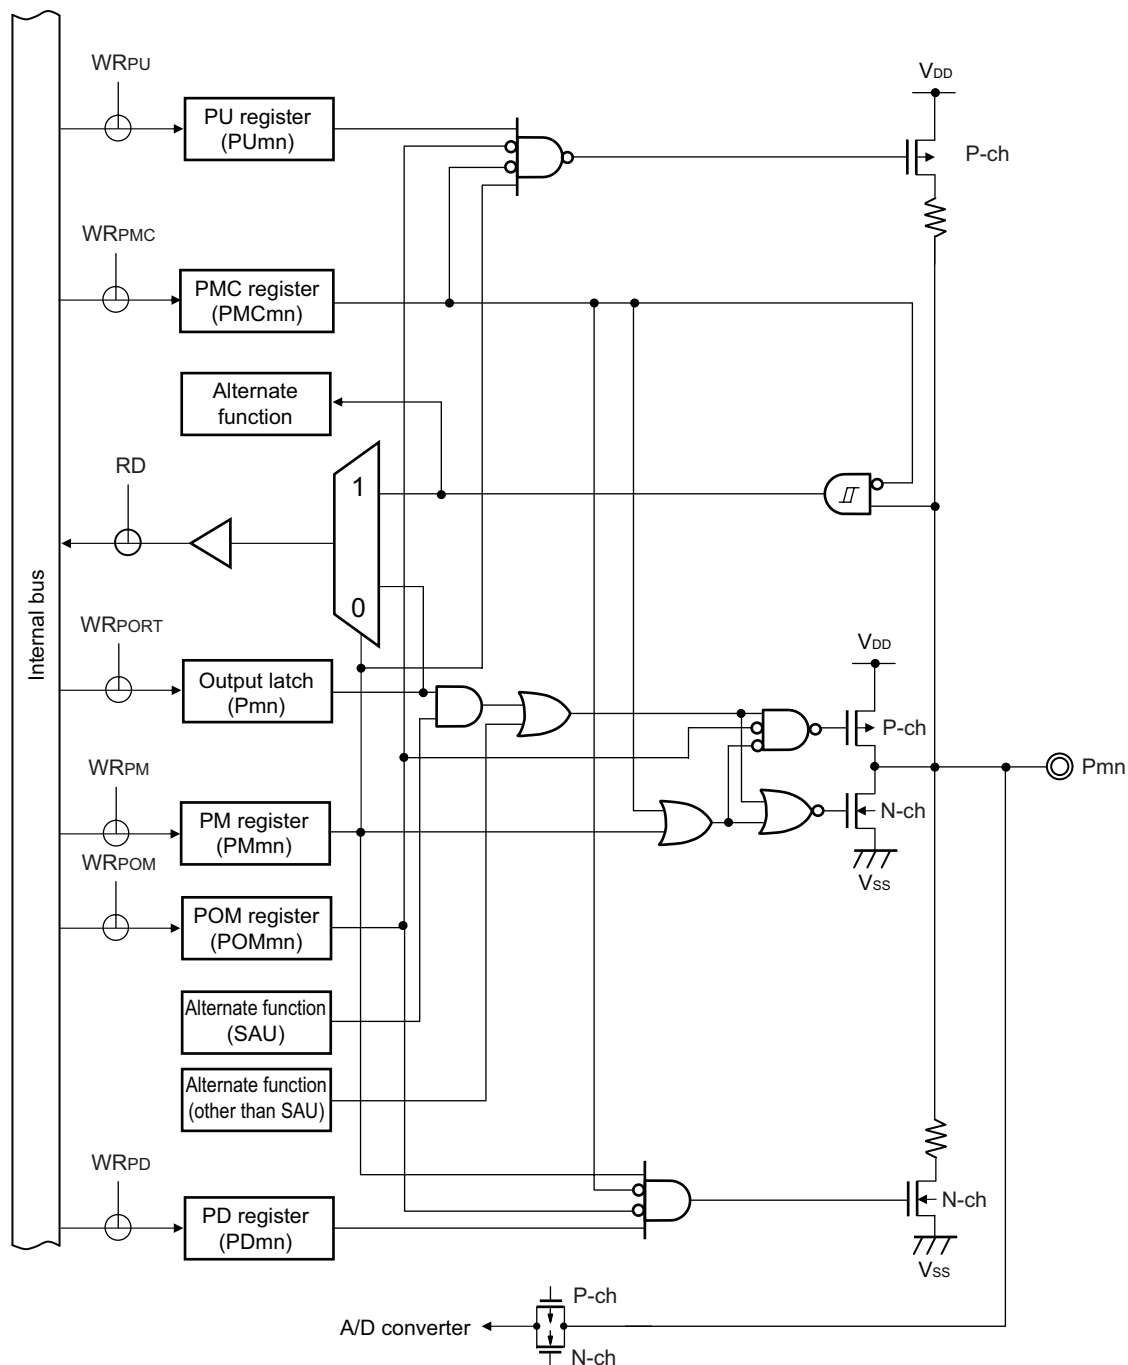 WRPU
PU register
(PUmn)
VDD
P-ch
WRPMC
PMC register
(PMCmn)
Alternate
function
RD
1
0
Internal bus
WRPORT
Output latch
(Pmn)
VDD
P-ch
Pmn
WRPM
PM register
(PMmn)
N-ch
VSS
WRPOM
POM register
(POMmn)
Alternate function
(SAU)
Alternate function
(other than SAU)
WRPD
PD register
(PDmn)
N-ch
VSS
P-ch
A/D converter
N-ch